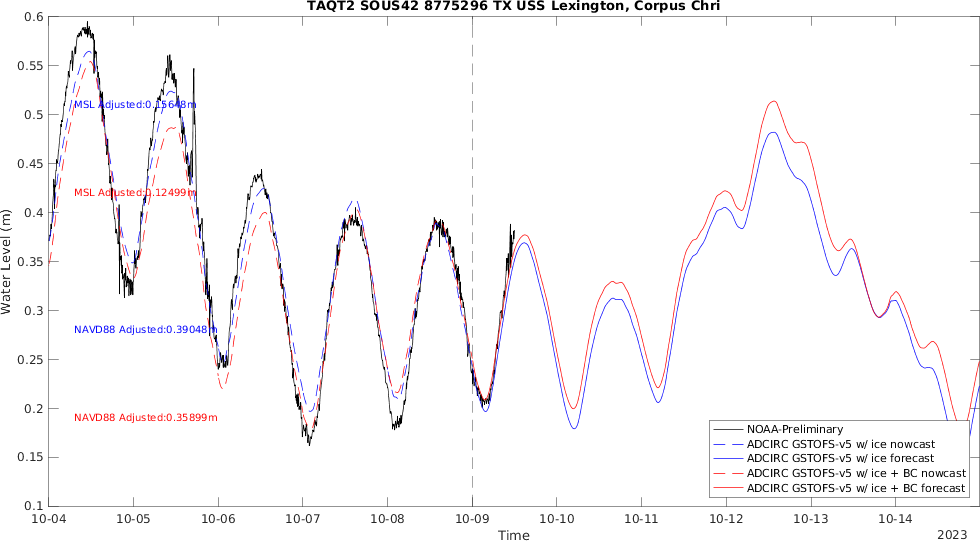 TAQT2 SOUS42 8775296 TX USS Lexington, Corpus Chri
0.6
0.55
0.5
0.45
0.4
0.35
0.3
0.25
0.2
0.15
0.1
Water Level (m)
MSL Adjusted:0.15648m
MSL Adjusted:0.12499m
NAVD88 Adjusted:0.39048m
NAVD88 Adjusted:0.35899m
NOAA-Preliminary
ADCIRC GSTOFS-v5 w/ ice nowcast
ADCIRC GSTOFS-v5 w/ ice forecast
ADCIRC GSTOFS-v5 w/ ice + BC nowcast
ADCIRC GSTOFS-v5 w/ ice + BC forecast
10-04 10-05 10-06 10-07 10-08 10-09 10-10 10-11 10-12 10-13 10-14
Time
2023